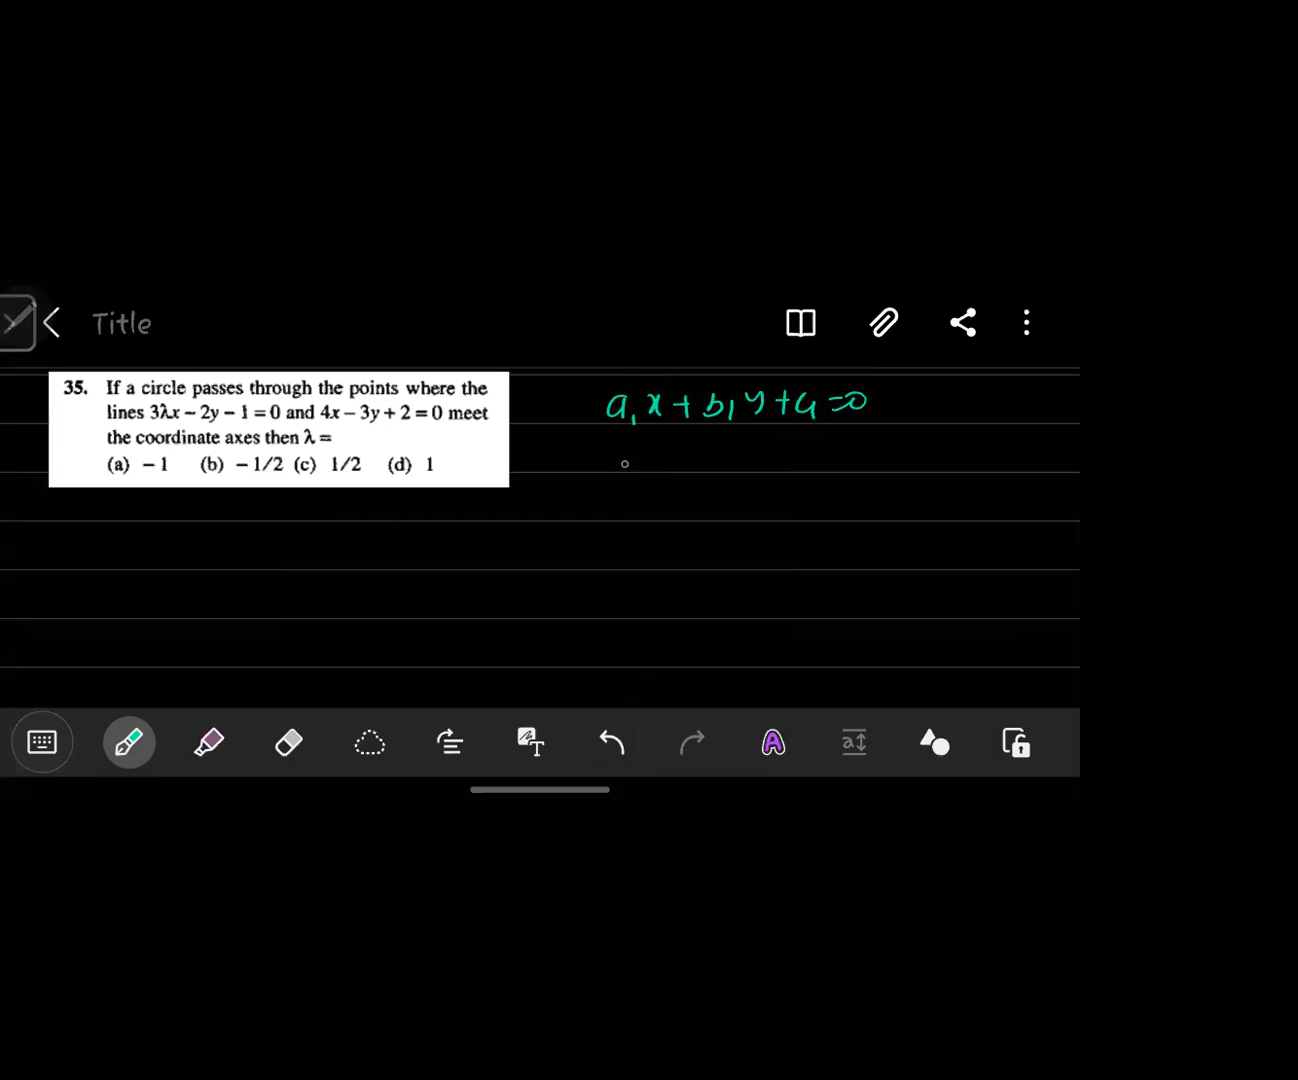 Title
35. If a circle passes through the points where the
lines 3λx – 2y – 1 = 0 and 4x – 3y + 2 = 0 meet
the coordinate axes then λ =
(a) – 1 (b) – 1/2 (c) 1/2 (d) 1
a₁x + b₁y + c₁ = 0